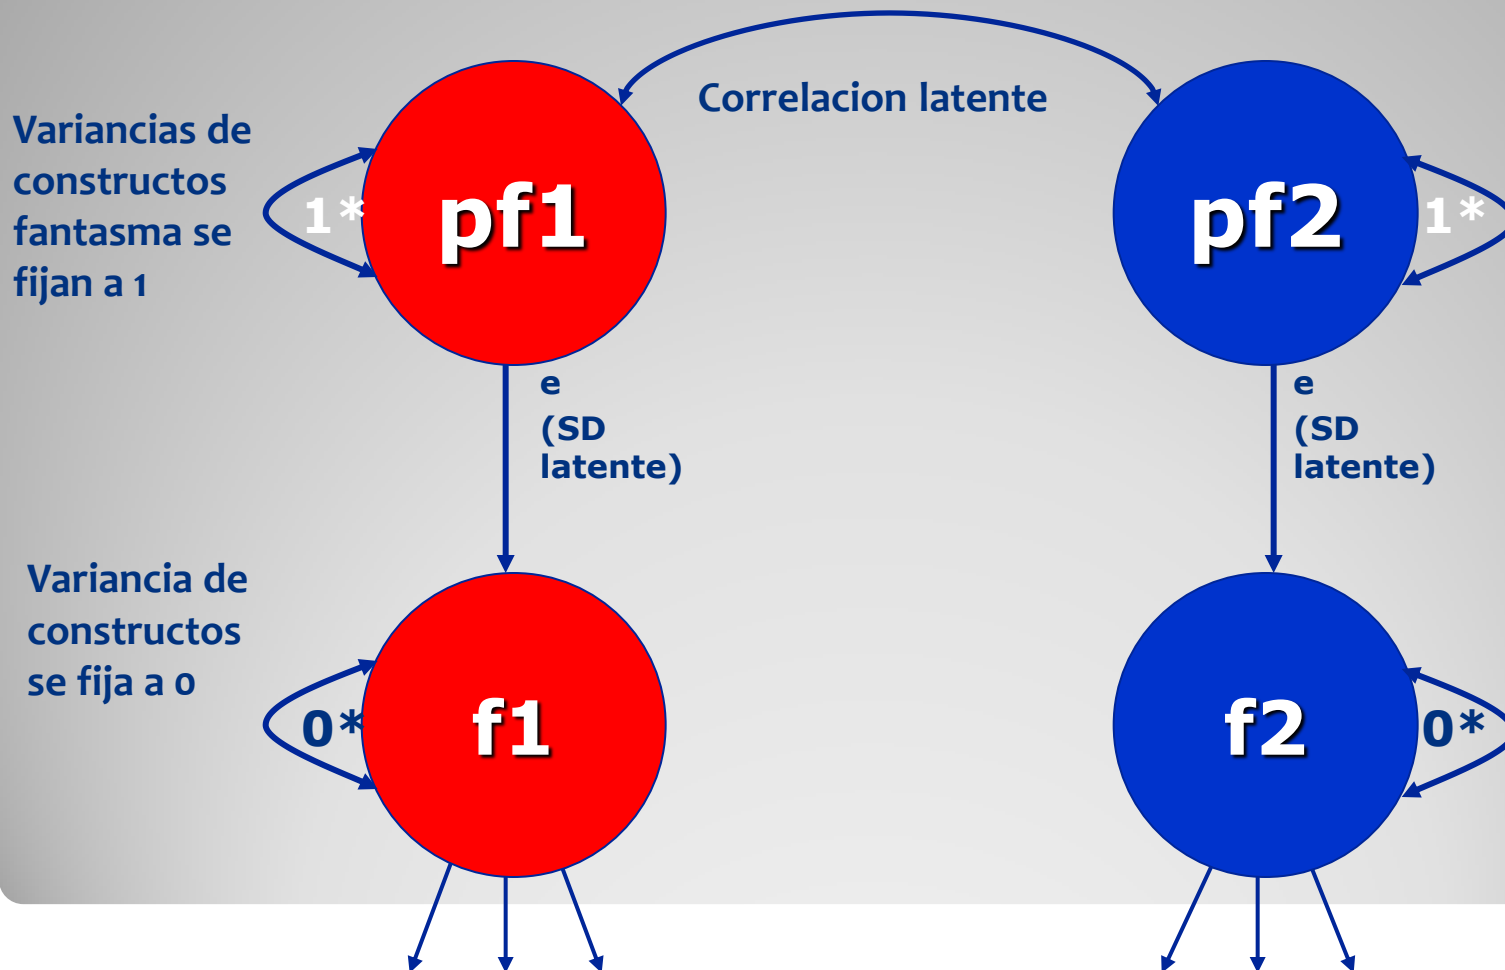 Correlacion latente
Variancias de
constructos
fantasma se
fijan a 1
1*
pf1
pf2
1*
e
(SD
latente)
e
(SD
latente)
Variancia de
constructos
se fija a 0
0*
f1
f2
0*